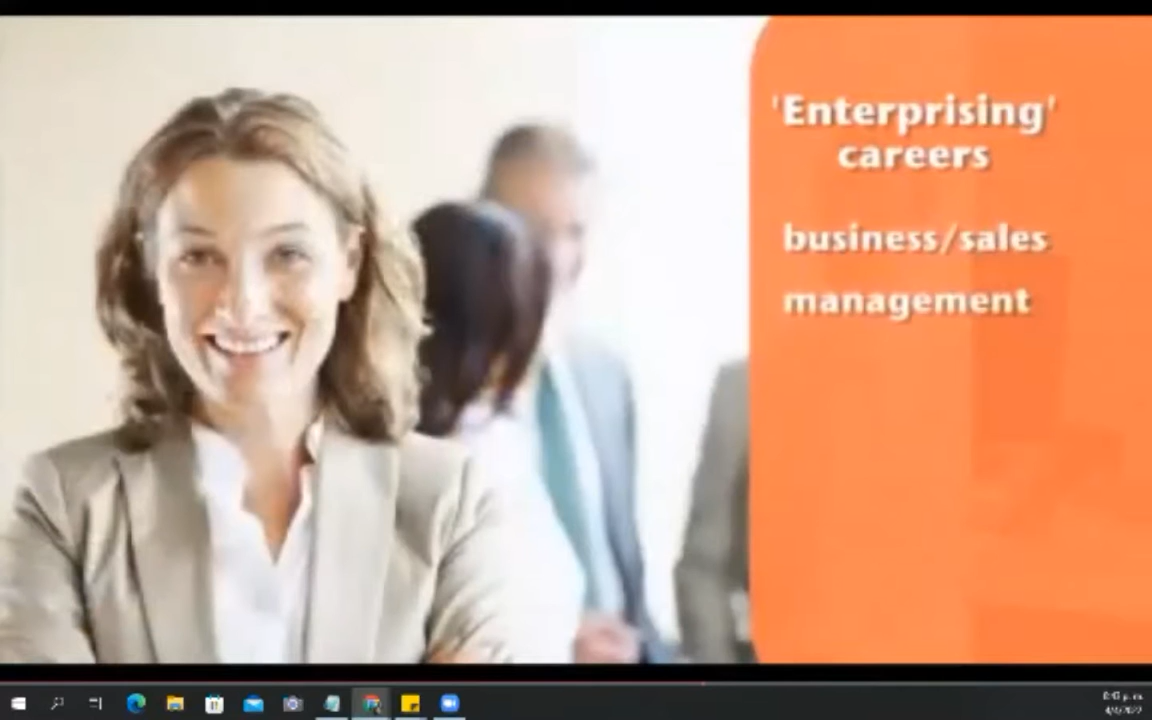 'Enterprising'
careers
business/sales
management